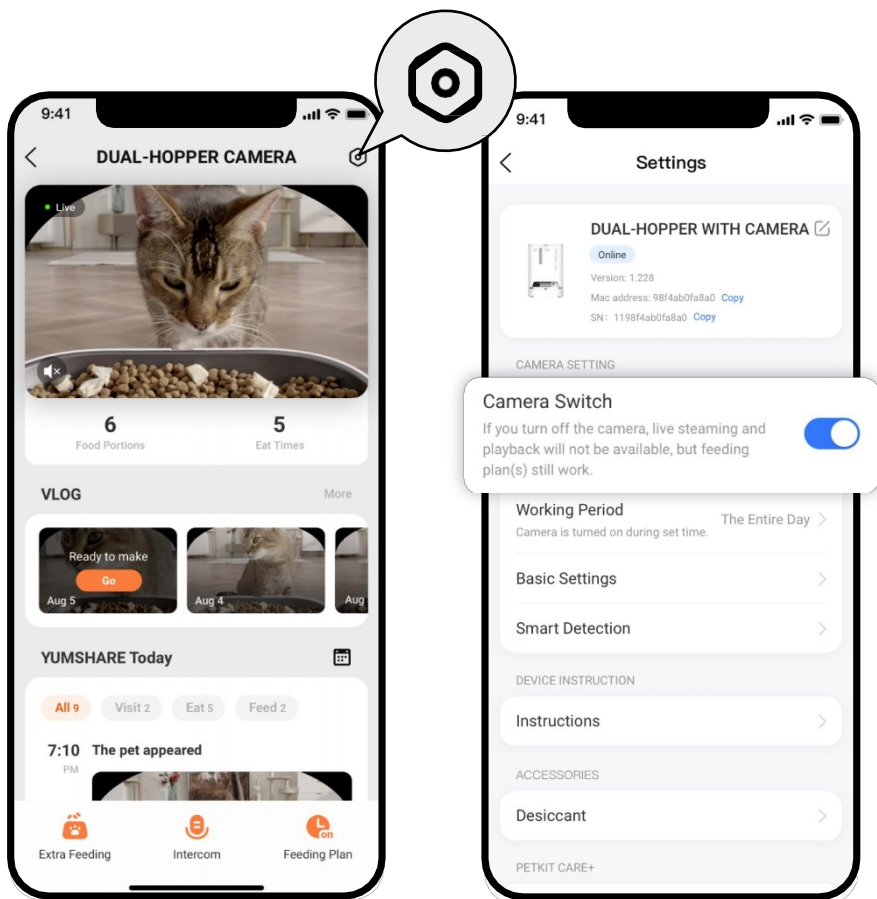 9:41
DUAL-HOPPER CAMERA
Live
6
Food Portions
5
Eat Times
VLOG
More
Ready to make
Go
Aug 5
Aug 4
Aug
YUMSHARE Today
All 9
Visit 2
Eat 5
Feed 2
7:10
PM
The pet appeared
Extra Feeding
Intercom
on
Feeding Plan
9:41
Settings
DUAL-HOPPER WITH CAMERA
Online
Version: 1.228
Mac address: 98f4ab0fa8a0 Copy
SN: 1198f4ab0fa8a0 Copy
CAMERA SETTING
Camera Switch
If you turn off the camera, live steaming and
playback will not be available, but feeding
plan(s) still work.
Working Period
Camera is turned on during set time.
The Entire Day
Basic Settings
Smart Detection
DEVICE INSTRUCTION
Instructions
ACCESSORIES
Desiccant
PETKIT CARE+